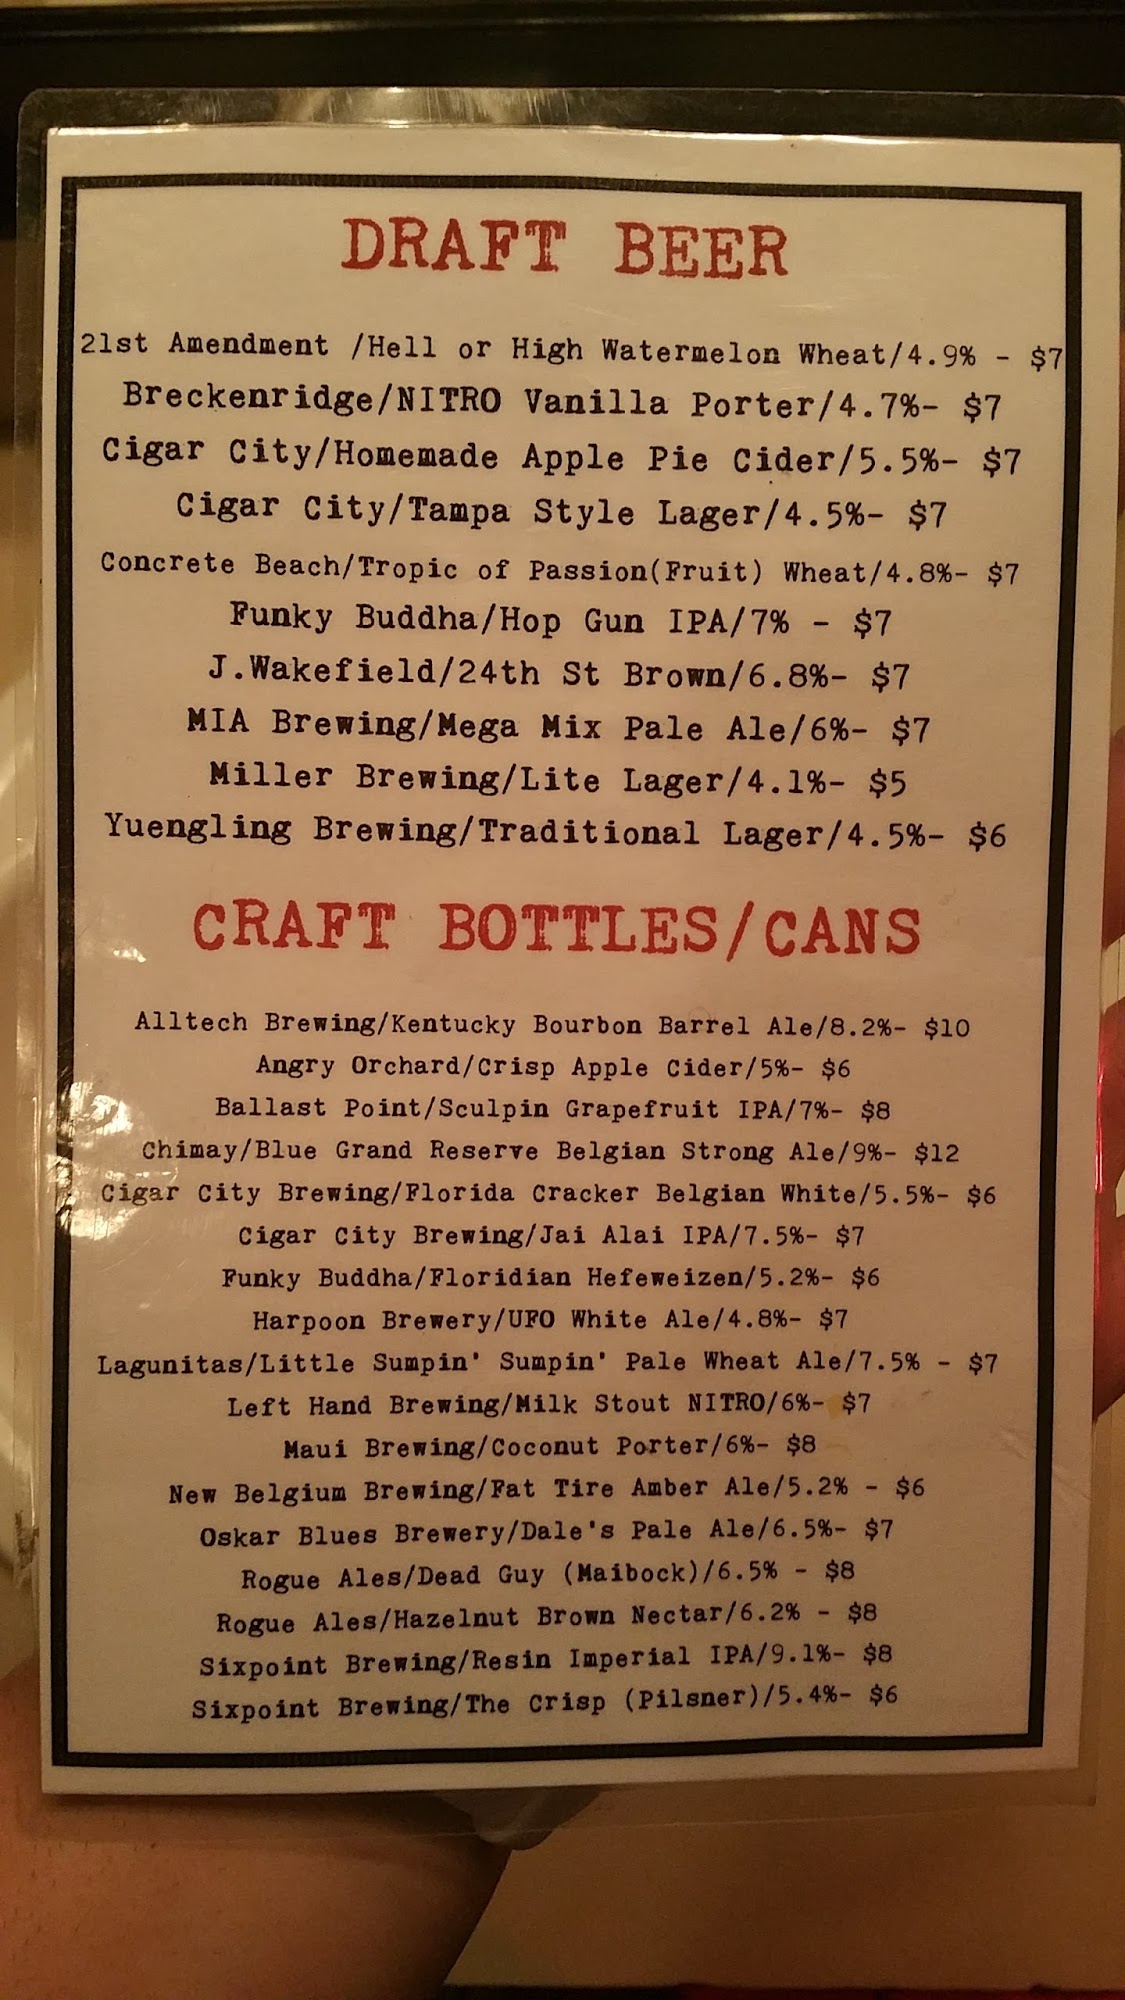 DRAFT BEER
21st Amendment /Hell or High Watermelon Wheat/4.9% - $7
Breckenridge/NITRO Vanilla Porter/4.7%- $7
Cigar City/Homemade Apple Pie Cider/5.5%- $7
Cigar City/Tampa Style Lager/4.5%- $7
Concrete Beach/Tropic of Passion(Fruit) Wheat/4.8%- $7
Funky Buddha/Hop Gun IPA/7% - $7
J.Wakefield/24th St Brown/6.8%- $7
MIA Brewing/Mega Mix Pale Ale/6%- $7
Miller Brewing/Lite Lager/4.1%- $5
Yuengling Brewing/Traditional Lager/4.5%- $6
CRAFT BOTTLES/CANS
Alltech Brewing/Kentucky Bourbon Barrel Ale/8.2%- $10
Angry Orchard/Crisp Apple Cider/5%- $6
Ballast Point/Sculpin Grapefruit IPA/7%- $8
Chimay/Blue Grand Reserve Belgian Strong Ale/9%- $12
Cigar City Brewing/Florida Cracker Belgian White/5.5%- $6
Cigar City Brewing/Jai Alai IPA/7.5%- $7
Funky Buddha/Floridian Hefeweizen/5.2%- $6
Harpoon Brewery/UFO White Ale/4.8%- $7
Lagunitas/Little Sumpin' Sumpin' Pale Wheat Ale/7.5% - $7
Left Hand Brewing/Milk Stout NITRO/6%- $7
Maui Brewing/Coconut Porter/6%- $8
New Belgium Brewing/Fat Tire Amber Ale/5.2% - $6
Oskar Blues Brewery/Dale's Pale Ale/6.5%- $7
Rogue Ales/Dead Guy (Maibock)/6.5% - $8
Rogue Ales/Hazelnut Brown Nectar/6.2% - $8
Sixpoint Brewing/Resin Imperial IPA/9.1%- $8
Sixpoint Brewing/The Crisp (Pilsner)/5.4%- $6